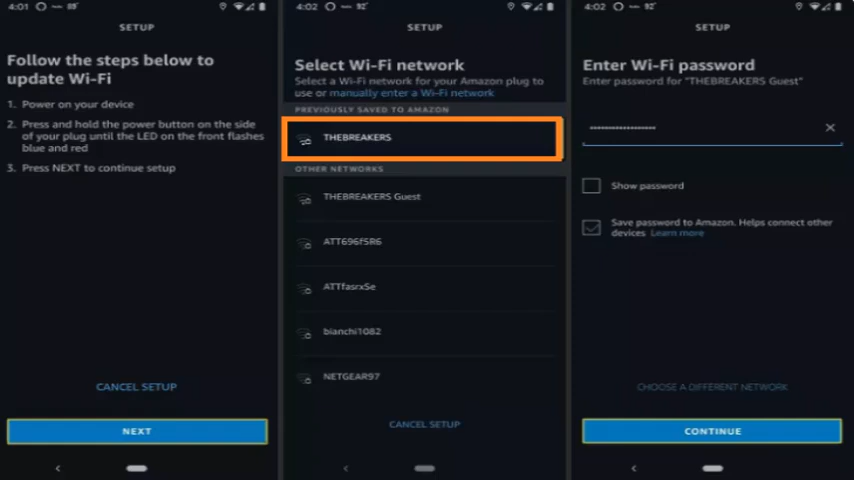 4:01
SETUP
Follow the steps below to
update Wi-Fi
1. Power on your device
2. Press and hold the power button on the side
of your plug until the LED on the front flashes
blue and red
3. Press NEXT to continue setup
CANCEL SETUP
NEXT
4:02
SETUP
Select Wi-Fi network
Select a Wi-Fi network for your Amazon plug to
use or manually enter a Wi-Fi network
PREVIOUSLY SAVED TO AMAZON
THEBREAKERS
OTHER NETWORKS
THEBREAKERS Guest
ATT696f5R6
ATTfasrxSe
bianchi1082
NETGEAR97
CANCEL SETUP
4:02
SETUP
Enter Wi-Fi password
Enter password for "THEBREAKERS Guest"
Show password
Save password to Amazon. Helps connect other
devices Learn more
CHOOSE A DIFFERENT NETWORK
CONTINUE